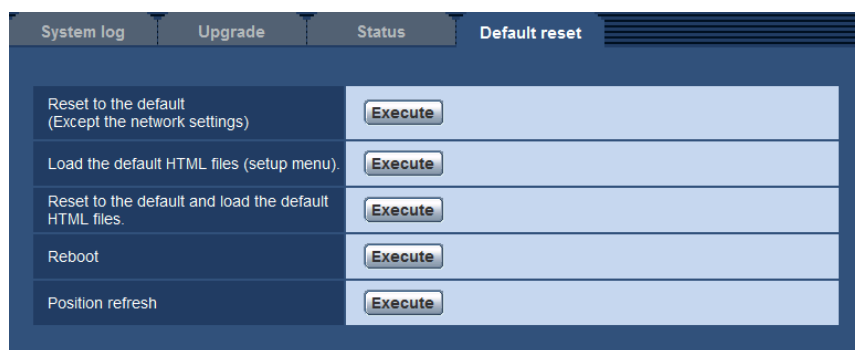 System log Upgrade Status Default reset
Reset to the default
(Except the network settings)
Execute
Load the default HTML files (setup menu).
Execute
Reset to the default and load the default
HTML files.
Execute
Reboot
Execute
Position refresh
Execute